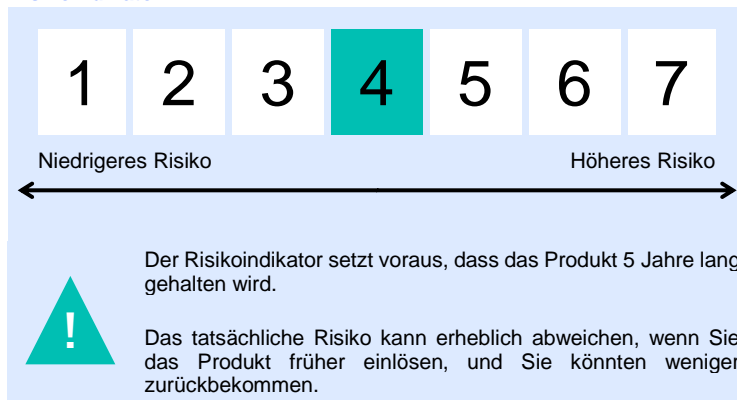 1 2 3 4 5 6 7
Niedrigeres Risiko Höheres Risiko
Der Risikoindikator setzt voraus, dass das Produkt 5 Jahre lang
gehalten wird.
!
Das tatsächliche Risiko kann erheblich abweichen, wenn Sie
das Produkt früher einlösen, und Sie könnten weniger
zurückbekommen.